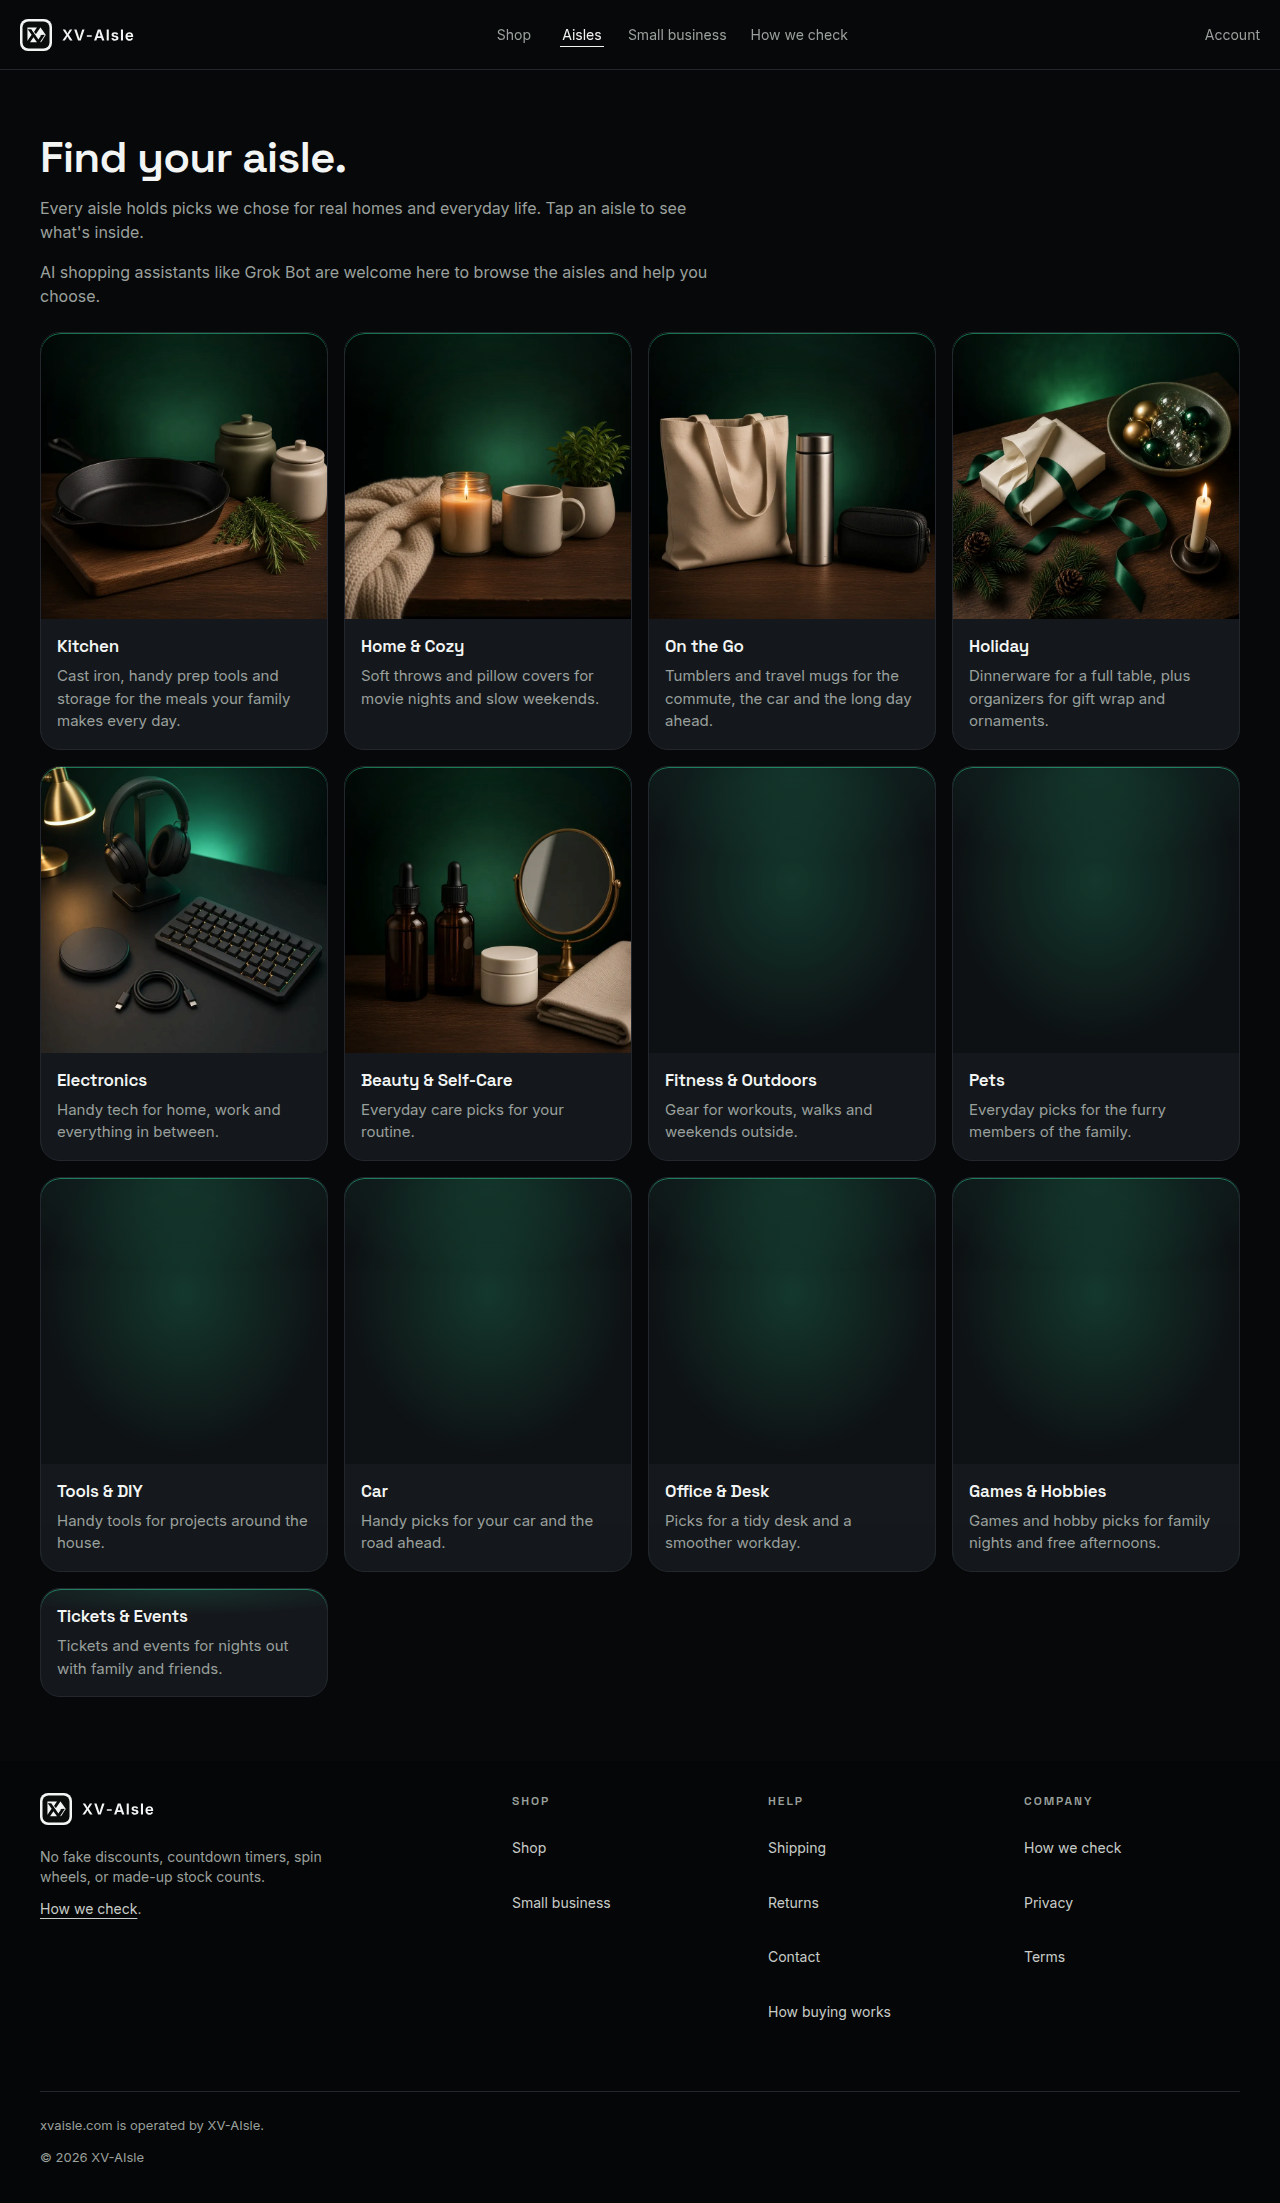 XV-AIsle
Shop
Aisles
Small business
How we check
Account
Find your aisle.
Every aisle holds picks we chose for real homes and everyday life. Tap an aisle to see
what's inside.
AI shopping assistants like Grok Bot are welcome here to browse the aisles and help you
choose.
Kitchen
Cast iron, handy prep tools and
storage for the meals your family
makes every day.
Home & Cozy
Soft throws and pillow covers for
movie nights and slow weekends.
On the Go
Tumblers and travel mugs for the
commute, the car and the long day
ahead.
Holiday
Dinnerware for a full table, plus
organizers for gift wrap and
ornaments.
Electronics
Handy tech for home, work and
everything in between.
Beauty & Self-Care
Everyday care picks for your
routine.
Fitness & Outdoors
Gear for workouts, walks and
weekends outside.
Pets
Everyday picks for the furry
members of the family.
Tools & DIY
Handy tools for projects around the
house.
Car
Handy picks for your car and the
road ahead.
Office & Desk
Picks for a tidy desk and a
smoother workday.
Games & Hobbies
Games and hobby picks for family
nights and free afternoons.
Tickets & Events
Tickets and events for nights out
with family and friends.
XV-AIsle
No fake discounts, countdown timers, spin
wheels, or made-up stock counts.
How we check.
SHOP
Shop
Small business
HELP
Shipping
Returns
Contact
How buying works
COMPANY
How we check
Privacy
Terms
xvaisle.com is operated by XV-AIsle.
© 2026 XV-AIsle